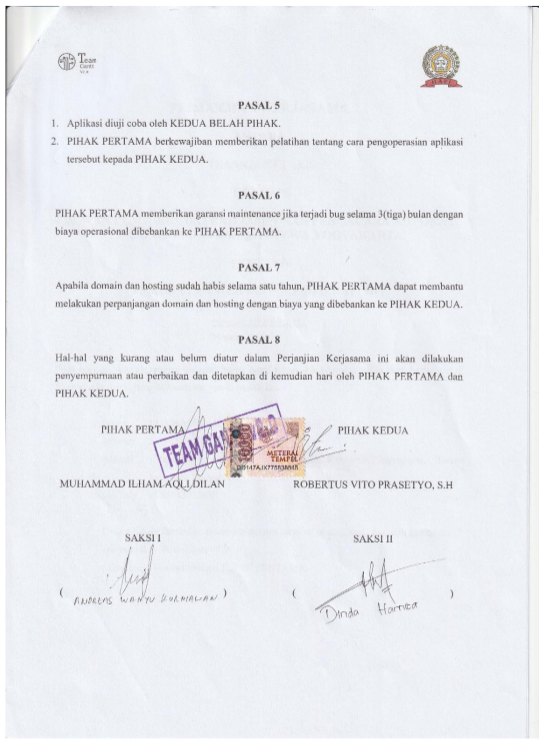 Team
PASAL 5
1. Aplikasi diuji coba oleh KEDUA BELAH PIHAK.
2. PIHAK PERTAMA berkewajiban memberikan pelatihan tentang cara pengoperasian aplikasi
tersebut kepada PIHAK KEDUA.
PASAL 6
PIHAK PERTAMA memberikan garansi maintenance jika terjadi bug selama 3(tiga) bulan dengan
biaya operasional dibebankan ke PIHAK PERTAMA.
PASAL 7
Apabila domain dan hosting sudah habis selama satu tahun, PIHAK PERTAMA dapat membantu
melakukan perpanjangan domain dan hosting dengan biaya yang dibebankan ke PIHAK KEDUA.
PASAL 8
Hal-hal yang kurang atau belum diatur dalam Perjanjian Kerjasama ini akan dilakukan
penyempurnaan atau perbaikan dan ditetapkan di kemudian hari oleh PIHAK PERTAMA dan
PIHAK KEDUA.
PIHAK PERTAMA PIHAK KEDUA
TEAM
10000
METERAI
TEMPEL
MUHAMMAD ILHAM AQLI DILAN ROBERTUS VITO PRASETYO, S.H
SAKSI I SAKSI II
( ANDREAS WAHYU KURNIAWAN ) ( Dinda )